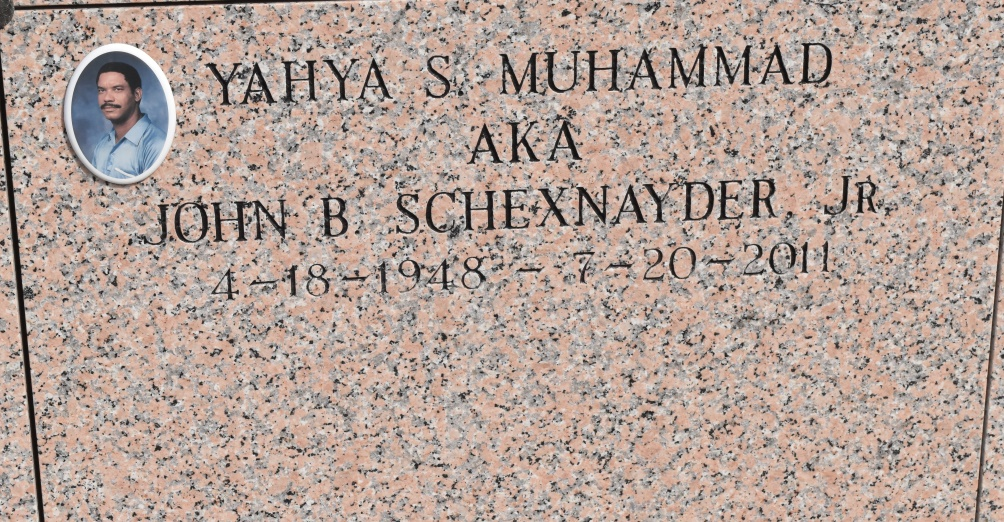 YAHYA S. MUHAMMAD
AKA
JOHN B. SCHEXNAYDER, JR.
4-18-1948 - 7-20-2011